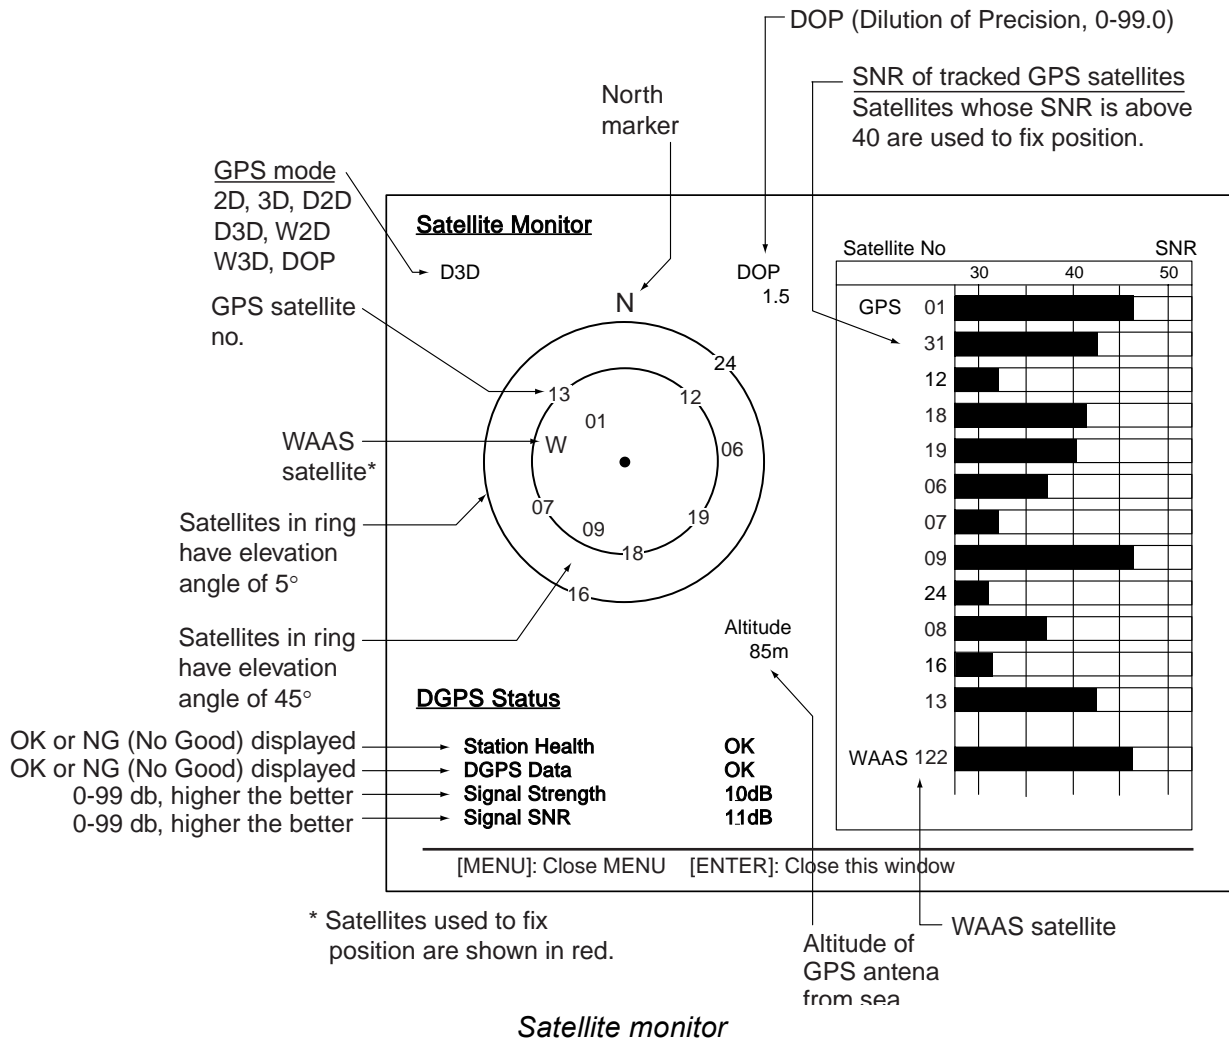 DOP (Dilution of Precision, 0-99.0)
SNR of tracked GPS satellites
Satellites whose SNR is above
40 are used to fix position.
North
marker
GPS mode
2D, 3D, D2D
D3D, W2D
W3D, DOP
GPS satellite
no.
WAAS
satellite*
Satellites in ring
have elevation
angle of 5°
Satellites in ring
have elevation
angle of 45°
OK or NG (No Good) displayed
OK or NG (No Good) displayed
0-99 db, higher the better
0-99 db, higher the better
Satellite Monitor
D3D
DOP
1.5
N
24
13
12
01
W
06
07
19
09
18
16
Altitude
85m
DGPS Status
Station Health OK
DGPS Data OK
Signal Strength 10dB
Signal SNR 11dB
Satellite No SNR
30 40 50
GPS 01
31
12
18
19
06
07
09
24
08
16
13
WAAS 122
[MENU]: Close MENU [ENTER]: Close this window
* Satellites used to fix
position are shown in red.
Altitude of
GPS antena
from sea
WAAS satellite
Satellite monitor